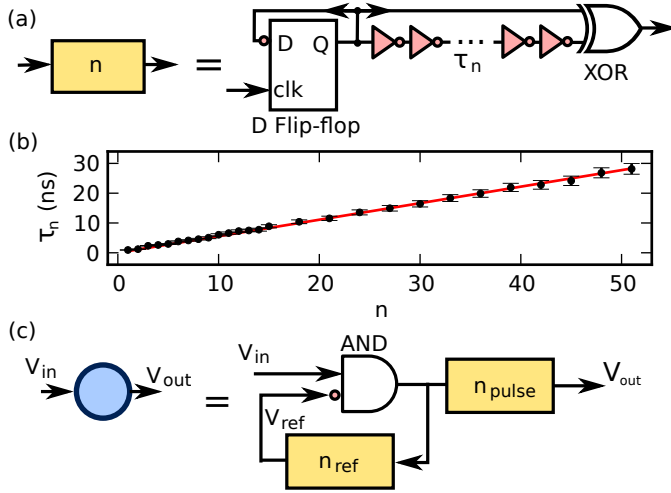 (a)
n
=
D Q
clk
D Flip-flop
...
τn
XOR
(b)
τn (ns)
30
20
10
0
0 10 20 30 40 50
n
(c)
Vin
Vout
=
Vin
AND
Vref
nref
npulse
Vout